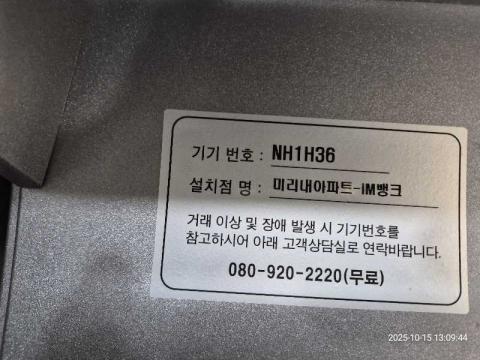 기기 번호 : NH1H36
설치점 명 : 미리내아파트-IM뱅크
거래 이상 및 장애 발생 시 기기번호를
참고하시어 아래 고객상담실로 연락바랍니다.
080-920-2220(무료)
2025-10-15 13:09:44